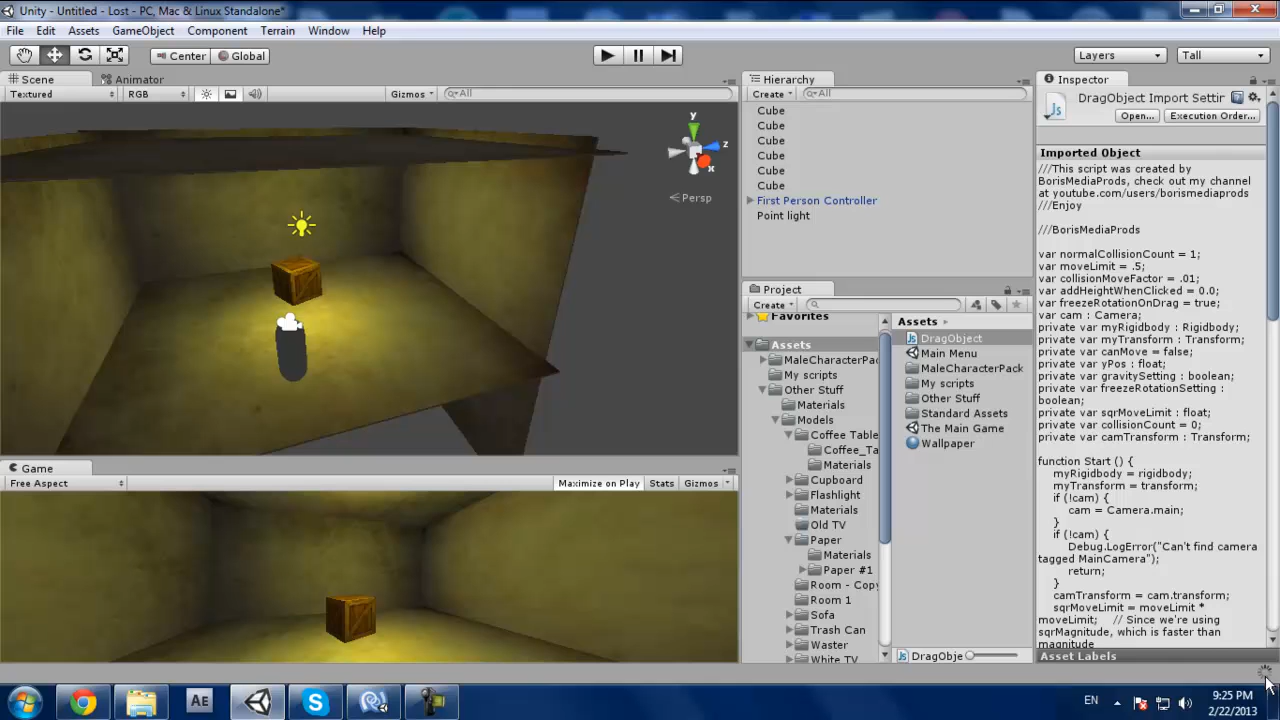 Unity - Untitled - Lost - PC, Mac & Linux Standalone*
File Edit Assets GameObject Component Terrain Window Help
Center Global
Layers Tall
Scene Animator
Textured RGB Gizmos All
y
z
x
Persp
Game
Free Aspect Maximize on Play Stats Gizmos
Hierarchy
Create All
Cube
Cube
Cube
Cube
Cube
Cube
First Person Controller
Point light
Project
Create
Favorites
Assets
MaleCharacterPac
My scripts
Other Stuff
Materials
Models
Coffee Table
Coffee_Ta
Materials
Cupboard
Flashlight
Materials
Old TV
Paper
Materials
Paper #1
Room - Copy
Room 1
Sofa
Trash Can
Waster
White TV
Assets
DragObject
Main Menu
MaleCharacterPack
My scripts
Other Stuff
Standard Assets
The Main Game
Wallpaper
DragObje
Inspector
DragObject Import Settir
Open... Execution Order...
Imported Object
///This script was created by
BorisMediaProds, check out my channel
at youtube.com/users/borismediaprods
///Enjoy
///BorisMediaProds
var normalCollisionCount = 1;
var moveLimit = .5;
var collisionMoveFactor = .01;
var addHeightWhenClicked = 0.0;
var freezeRotationOnDrag = true;
var cam : Camera;
private var myRigidbody : Rigidbody;
private var myTransform : Transform;
private var canMove = false;
private var yPos : float;
private var gravitySetting : boolean;
private var freezeRotationSetting :
boolean;
private var sqrMoveLimit : float;
private var collisionCount = 0;
private var camTransform : Transform;
function Start () {
myRigidbody = rigidbody;
myTransform = transform;
if (!cam) {
cam = Camera.main;
}
if (!cam) {
Debug.LogError("Can't find camera
tagged MainCamera");
return;
}
camTransform = cam.transform;
sqrMoveLimit = moveLimit *
moveLimit; // Since we're using
sqrMagnitude, which is faster than
magnitude
Asset Labels
Ae
EN
9:25 PM
2/22/2013